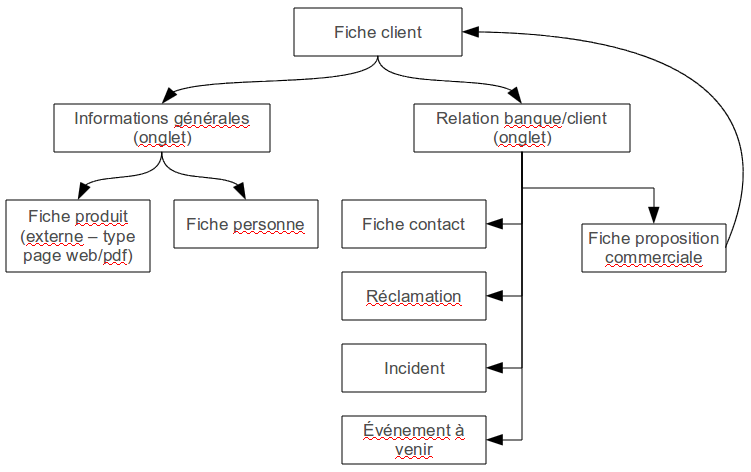 Fiche client
Informations générales
(onglet)
Relation banque/client
(onglet)
Fiche produit
(externe – type
page web/pdf)
Fiche personne
Fiche contact
Fiche proposition
commerciale
Réclamation
Incident
Événement à
venir